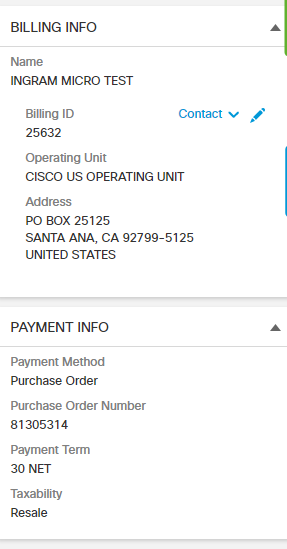 BILLING INFO
Name
INGRAM MICRO TEST
Billing ID
Contact
25632
Operating Unit
CISCO US OPERATING UNIT
Address
PO BOX 25125
SANTA ANA, CA 92799-5125
UNITED STATES
PAYMENT INFO
Payment Method
Purchase Order
Purchase Order Number
81305314
Payment Term
30 NET
Taxability
Resale